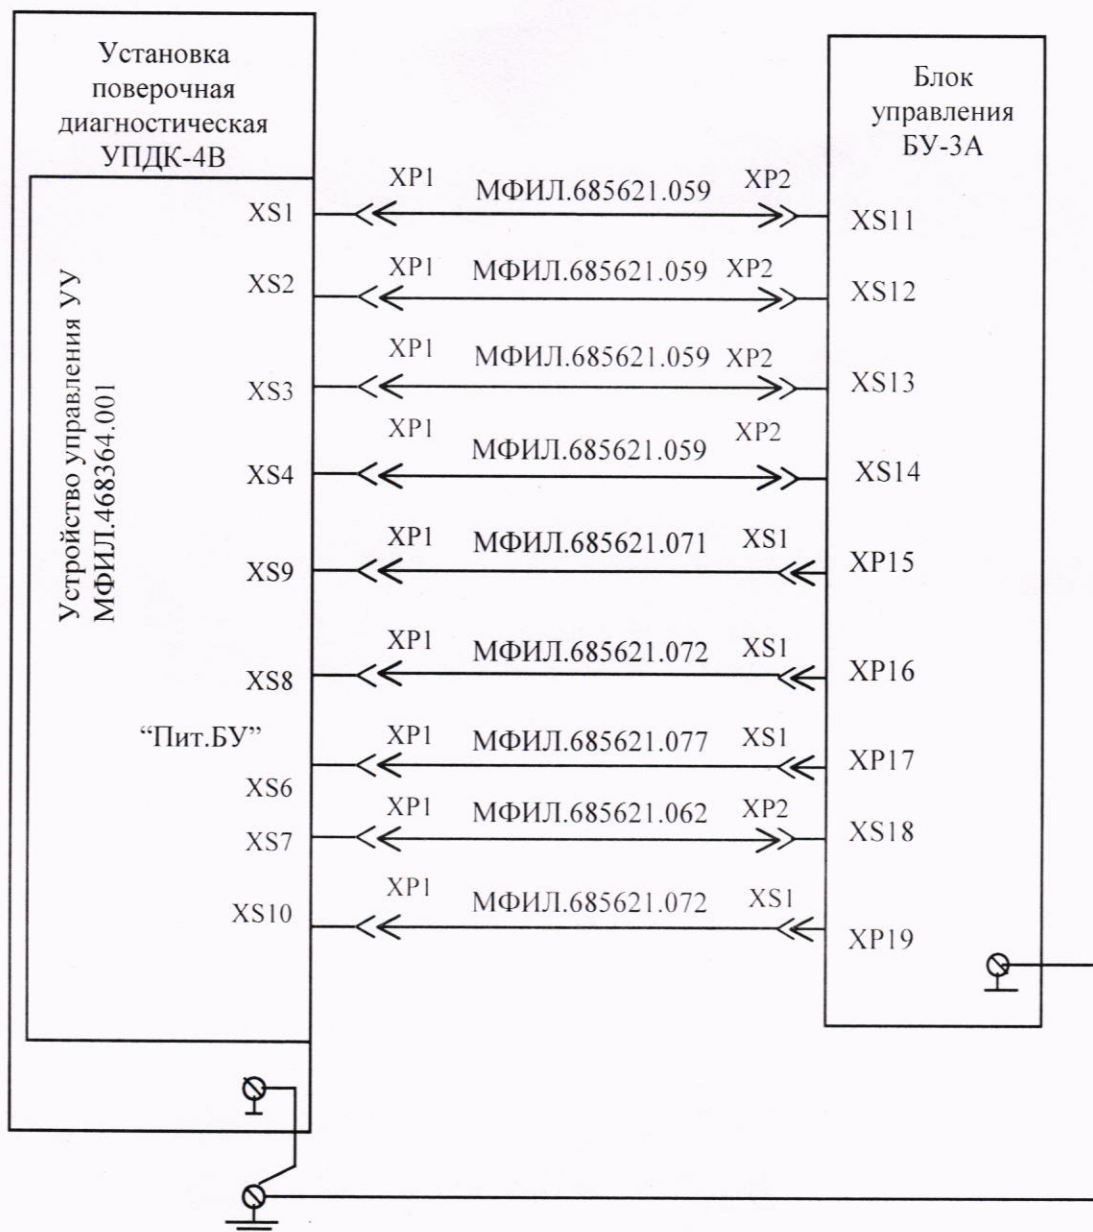 Установка
поверочная
диагностическая
УПДК-4В
Блок
управления
БУ-3А
Устройство управления УУ
МФИЛ.468364.001
XS1
XP1
МФИЛ.685621.059
XP2
XS11
XS2
XP1
МФИЛ.685621.059
XP2
XS12
XS3
XP1
МФИЛ.685621.059
XP2
XS13
XS4
XP1
МФИЛ.685621.059
XP2
XS14
XS9
XP1
МФИЛ.685621.071
XS1
XP15
XS8
XP1
МФИЛ.685621.072
XS1
XP16
“Пит.БУ”
XS6
XP1
МФИЛ.685621.077
XS1
XP17
XS7
XP1
МФИЛ.685621.062
XP2
XS18
XS10
XP1
МФИЛ.685621.072
XS1
XP19